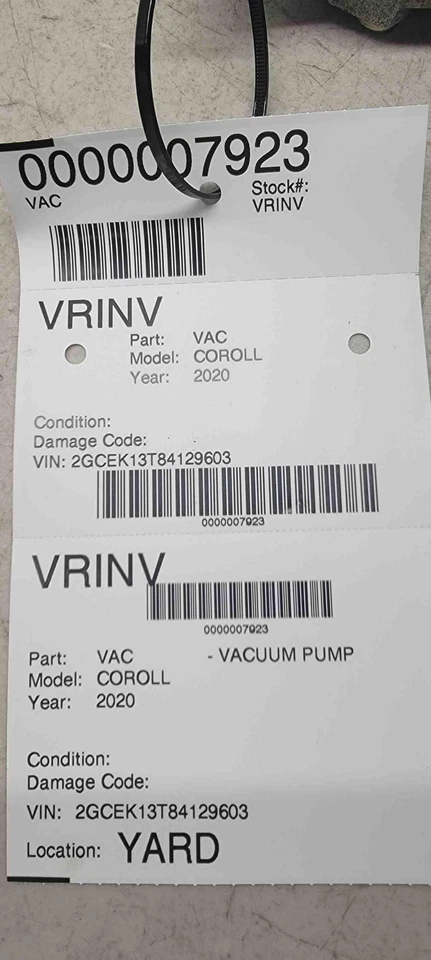 0000007923
VAC
Stock#:
VRINV
VRINV
Part: VAC
Model: COROLL
Year: 2020
Condition:
Damage Code:
VIN: 2GCEK13T84129603
0000007923
VRINV
0000007923
Part: VAC - VACUUM PUMP
Model: COROLL
Year: 2020
Condition:
Damage Code:
VIN: 2GCEK13T84129603
Location: YARD